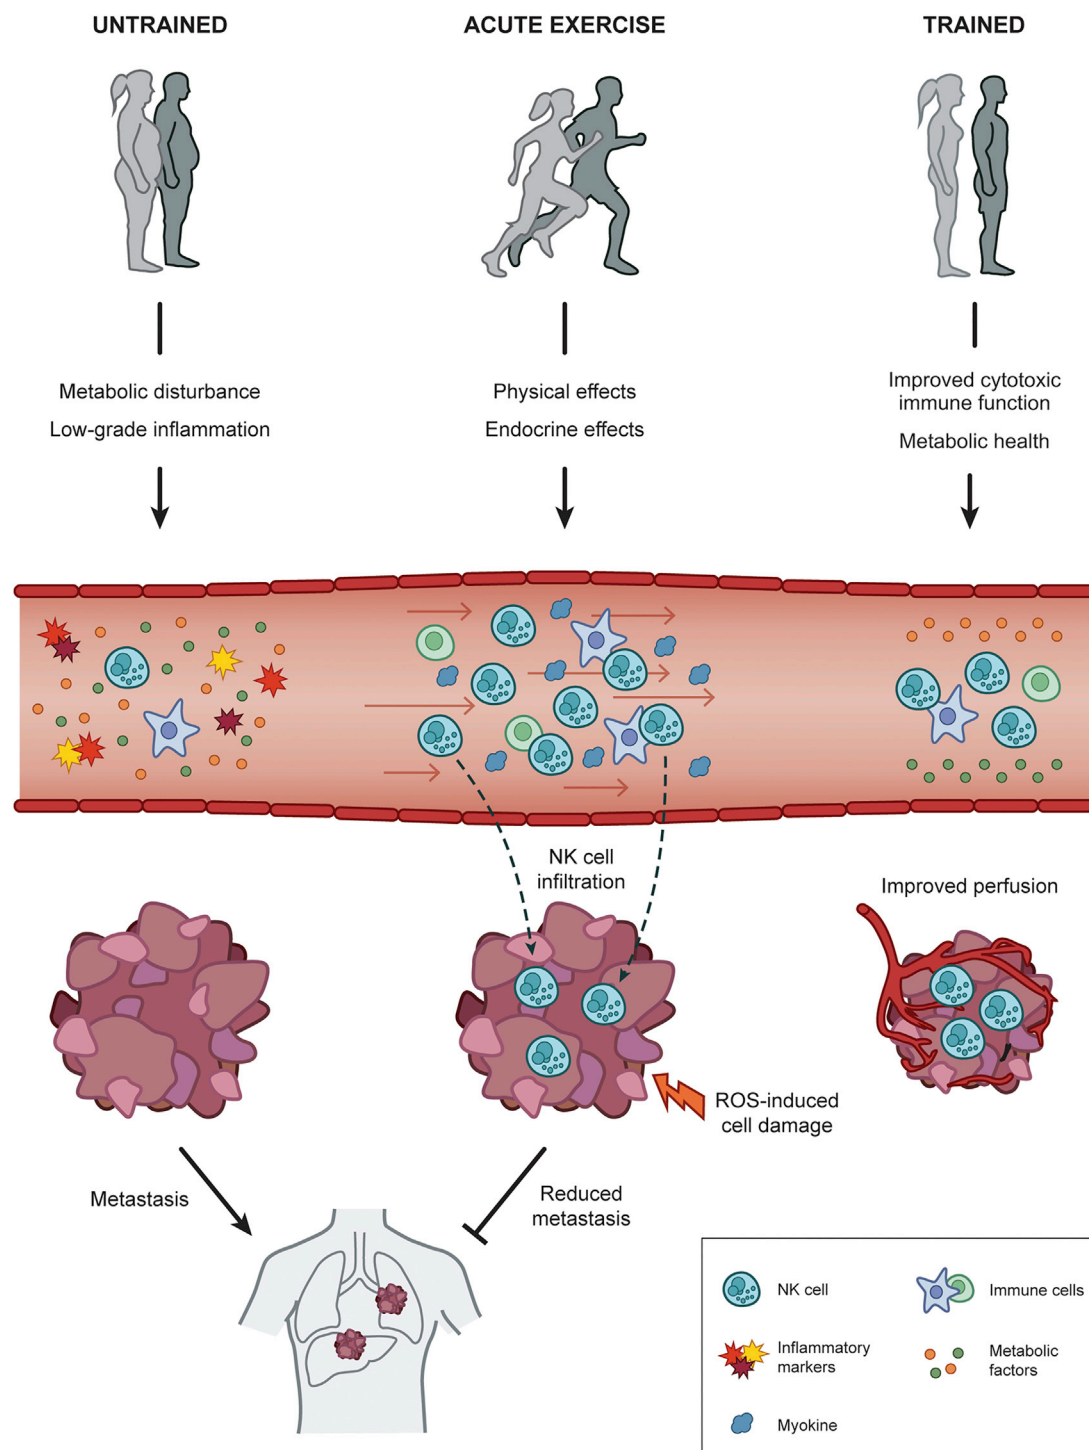 UNTRAINED
ACUTE EXERCISE
TRAINED
Metabolic disturbance
Low-grade inflammation
Physical effects
Endocrine effects
Improved cytotoxic
immune function
Metabolic health
NK cell
infiltration
Improved perfusion
ROS-induced
cell damage
Metastasis
Reduced
metastasis
NK cell
Immune cells
Inflammatory
markers
Metabolic
factors
Myokine